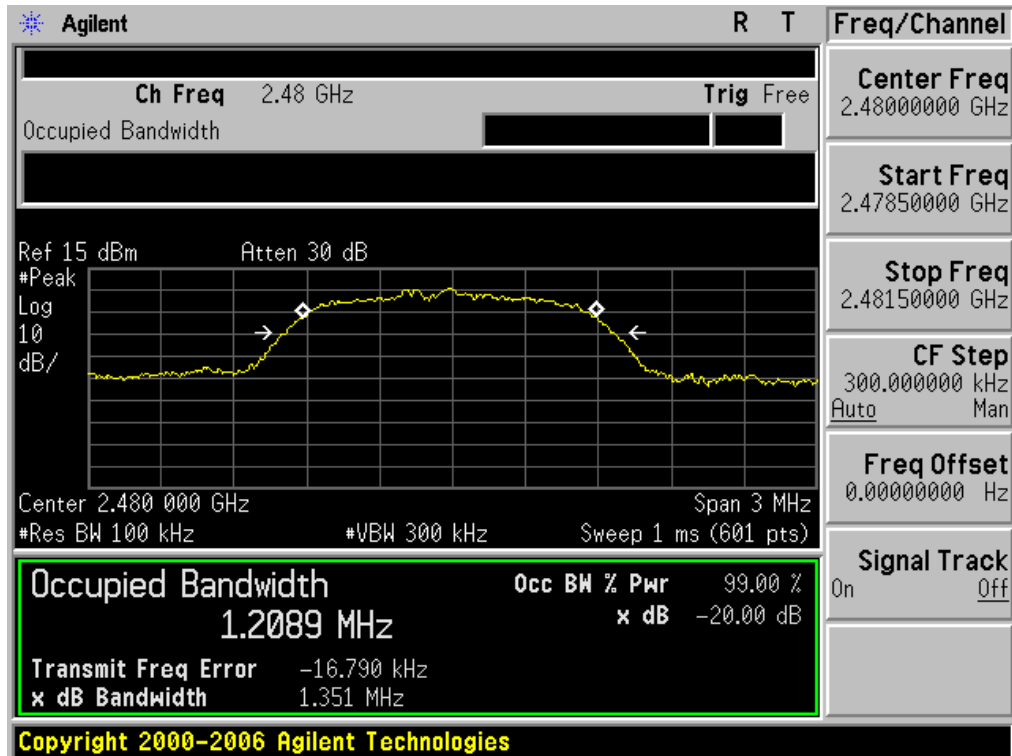 Agilent R T Freq/Channel
Ch Freq 2.48 GHz Trig Free
Occupied Bandwidth
Center Freq
2.48000000 GHz
Start Freq
2.47850000 GHz
Stop Freq
2.48150000 GHz
CF Step
300.000000 kHz
Auto Man
Freq Offset
0.00000000 Hz
Signal Track
On Off
Ref 15 dBm Atten 30 dB
#Peak
Log
10
dB/
Center 2.480 000 GHz Span 3 MHz
#Res BW 100 kHz #VBW 300 kHz Sweep 1 ms (601 pts)
Occupied Bandwidth Occ BW % Pwr 99.00 %
1.2089 MHz x dB -20.00 dB
Transmit Freq Error -16.790 kHz
x dB Bandwidth 1.351 MHz
Copyright 2000-2006 Agilent Technologies